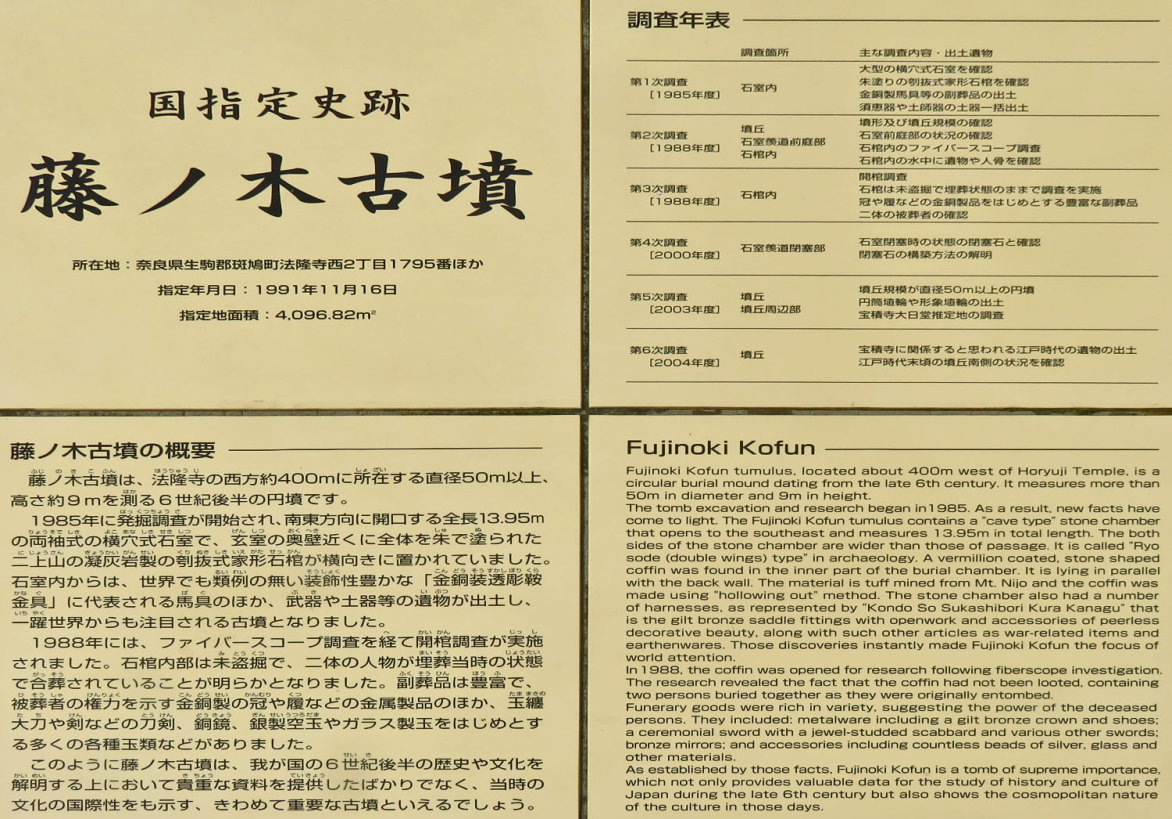 国指定史跡
藤ノ木古墳
所在地：奈良県生駒郡斑鳩町法隆寺西2丁目1795番ほか
指定年月日：1991年11月16日
指定地面積：4,096.82m²
調査年表
調査箇所 主な調査内容・出土遺物
第1次調査
[1985年度]
石室内
大型の横穴式石室を確認
朱塗りの刳抜式家形石棺を確認
金銅製馬具等の副葬品の出土
須恵器や土師器の土器一括出土
第2次調査
[1988年度]
墳丘
石室羨道前庭部
石棺内
墳形及び墳丘規模の確認
石室前庭部の状況の確認
石棺内のファイバースコープ調査
石棺内の水中に遺物や人骨を確認
第3次調査
[1988年度]
石棺内
開棺調査
石棺は未盗掘で埋葬状態のままで調査を実施
冠や履などの金銅製品をはじめとする豊富な副葬品
二体の被葬者の確認
第4次調査
[2000年度]
石室羨道閉塞部
石室閉塞時の状態の閉塞石と確認
閉塞石の構築方法の解明
第5次調査
[2003年度]
墳丘
墳丘周辺部
墳丘規模が直径50m以上の円墳
円筒埴輪や形象埴輪の出土
宝積寺大日堂推定地の調査
第6次調査
[2004年度]
墳丘
宝積寺に関係すると思われる江戸時代の遺物の出土
江戸時代末頃の墳丘南側の状況を確認
藤ノ木古墳の概要
藤ノ木古墳は、法隆寺の西方約400mに所在する直径50m以上、
高さ約9mを測る6世紀後半の円墳です。
1985年に発掘調査が開始され、南東方向に開口する全長13.95m
の両袖式の横穴式石室で、玄室の奥壁近くに全体を朱で塗られた
二上山の凝灰岩製の刳抜式家形石棺が横向きに置かれていました。
石室内からは、世界でも類例の無い装飾性豊かな「金銅装透彫鞍
金具」に代表される馬具のほか、武器や土器等の遺物が出土し、
一躍世界からも注目される古墳となりました。
1988年には、ファイバースコープ調査を経て開棺調査が実施
されました。石棺内部は未盗掘で、二体の人物が埋葬当時の状態
で合葬されていることが明らかとなりました。副葬品は豊富で、
被葬者の権力を示す金銅製の冠や履などの金属製品のほか、玉纏
大刀や剣などの刀剣、銅鏡、銀製空玉やガラス製玉をはじめとす
る多くの各種玉類などがありました。
このように藤ノ木古墳は、我が国の6世紀後半の歴史や文化を
解明する上において貴重な資料を提供したばかりでなく、当時の
文化の国際性をも示す、きわめて重要な古墳といえるでしょう。
Fujinoki Kofun
Fujinoki Kofun tumulus, located about 400m west of Horyuji Temple, is a
circular burial mound dating from the late 6th century. It measures more than
50m in diameter and 9m in height.
The tomb excavation and research began in1985. As a result, new facts have
come to light. The Fujinoki Kofun tumulus contains a "cave type" stone chamber
that opens to the southeast and measures 13.95m in total length. The both
sides of the stone chamber are wider than those of passage. It is called "Ryo
sode (double wings) type" in archaeology. A vermillion coated, stone shaped
coffin was found in the inner part of the burial chamber. It is lying in parallel
with the back wall. The material is tuff mined from Mt. Nijo and the coffin was
made using "hollowing out" method. The stone chamber also had a number
of harnesses, as represented by "Kondo So Sukashibori Kura Kanagu" that
is the gilt bronze saddle fittings with openwork and accessories of peerless
decorative beauty, along with such other articles as war-related items and
earthenwares. Those discoveries instantly made Fujinoki Kofun the focus of
world attention.
In 1988, the coffin was opened for research following fiberscope investigation.
The research revealed the fact that the coffin had not been looted, containing
two persons buried together as they were originally entombed.
Funerary goods were rich in variety, suggesting the power of the deceased
persons. They included: metalware including a gilt bronze crown and shoes;
a ceremonial sword with a jewel-studded scabbard and various other swords;
bronze mirrors; and accessories including countless beads of silver, glass and
other materials.
As established by those facts, Fujinoki Kofun is a tomb of supreme importance,
which not only provides valuable data for the study of history and culture of
Japan during the late 6th century but also shows the cosmopolitan nature
of the culture in those days.